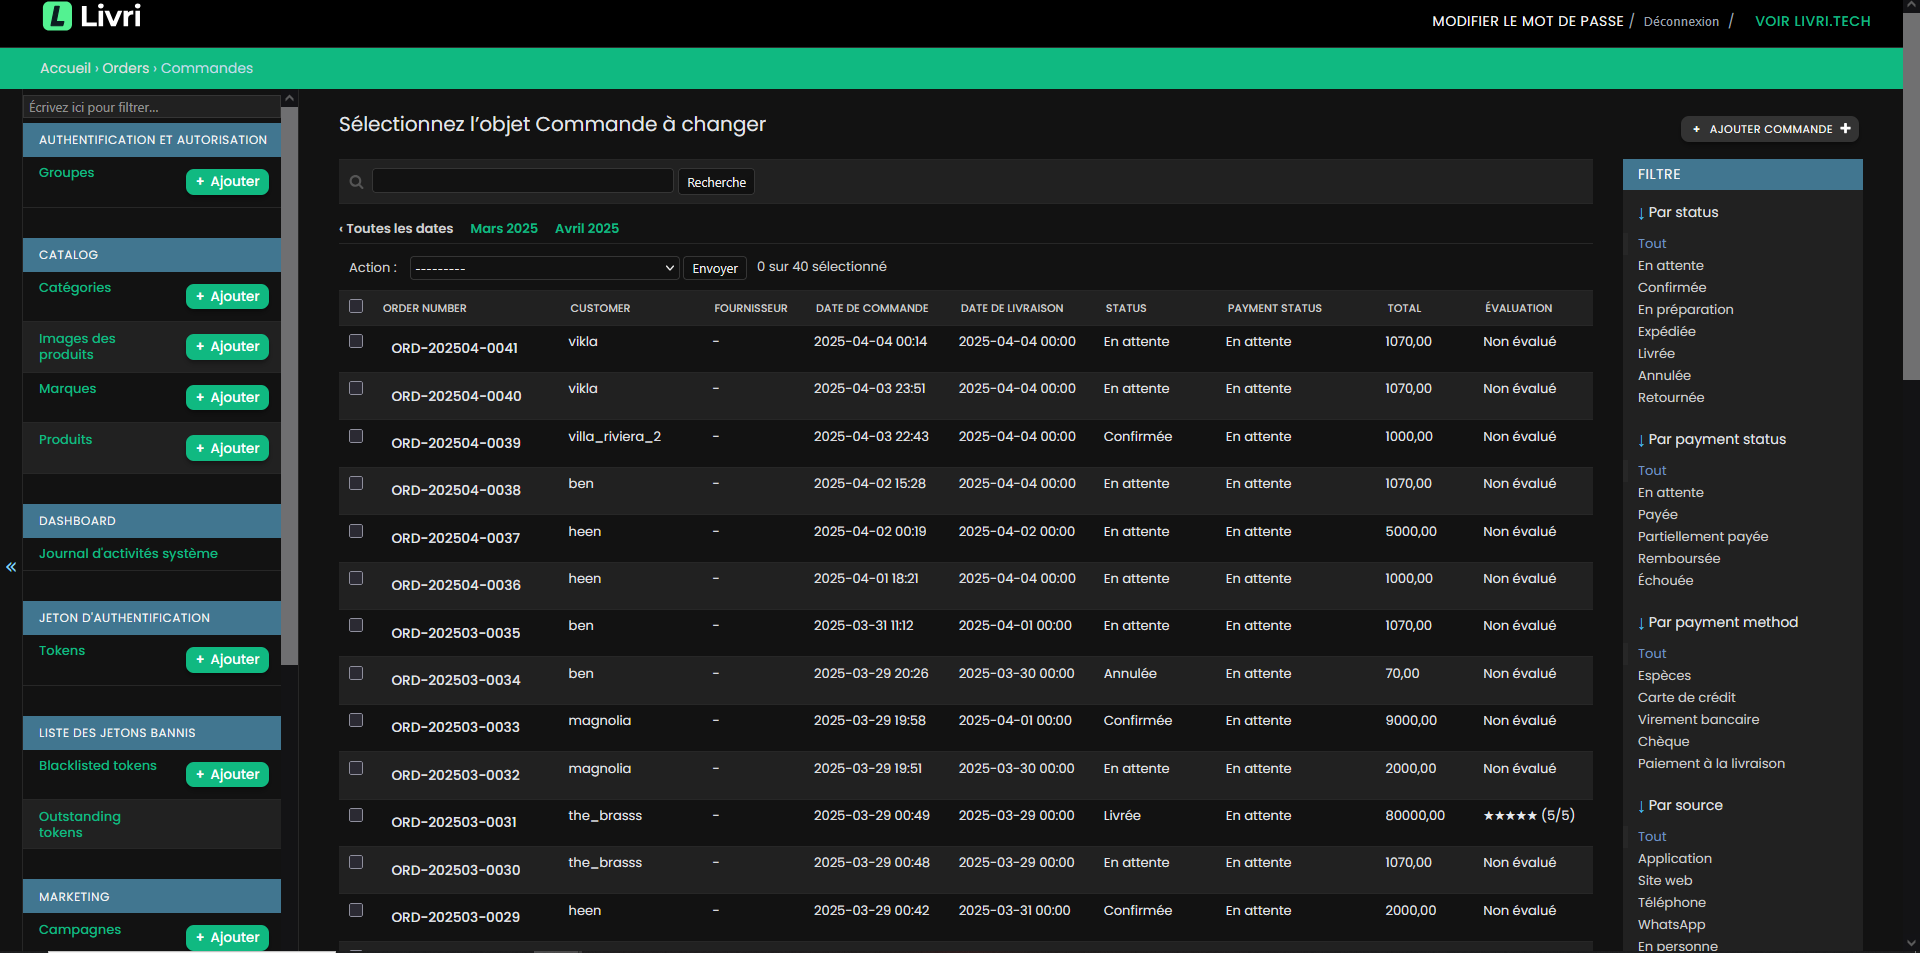 Livri
MODIFIER LE MOT DE PASSE / Déconnexion / VOIR LIVRI.TECH
Accueil › Orders › Commandes
Écrivez ici pour filtrer…
AUTHENTIFICATION ET AUTORISATION
Groupes
+ Ajouter
CATALOG
Catégories
+ Ajouter
Images des produits
+ Ajouter
Marques
+ Ajouter
Produits
+ Ajouter
DASHBOARD
Journal d'activités système
JETON D'AUTHENTIFICATION
Tokens
+ Ajouter
LISTE DES JETONS BANNIS
Blacklisted tokens
+ Ajouter
Outstanding tokens
MARKETING
Campagnes
+ Ajouter
«
Sélectionnez l’objet Commande à changer
+ AJOUTER COMMANDE +
Recherche
‹ Toutes les dates Mars 2025 Avril 2025
Action : --------- Envoyer 0 sur 40 sélectionné
ORDER NUMBER CUSTOMER FOURNISSEUR DATE DE COMMANDE DATE DE LIVRAISON STATUS PAYMENT STATUS TOTAL ÉVALUATION
ORD-202504-0041 vikla - 2025-04-04 00:14 2025-04-04 00:00 En attente En attente 1070,00 Non évalué
ORD-202504-0040 vikla - 2025-04-03 23:51 2025-04-04 00:00 En attente En attente 1070,00 Non évalué
ORD-202504-0039 villa_riviera_2 - 2025-04-03 22:43 2025-04-04 00:00 Confirmée En attente 1000,00 Non évalué
ORD-202504-0038 ben - 2025-04-02 15:28 2025-04-04 00:00 En attente En attente 1070,00 Non évalué
ORD-202504-0037 heen - 2025-04-02 00:19 2025-04-02 00:00 En attente En attente 5000,00 Non évalué
ORD-202504-0036 heen - 2025-04-01 18:21 2025-04-04 00:00 En attente En attente 1000,00 Non évalué
ORD-202503-0035 ben - 2025-03-31 11:12 2025-04-01 00:00 En attente En attente 1070,00 Non évalué
ORD-202503-0034 ben - 2025-03-29 20:26 2025-03-30 00:00 Annulée En attente 70,00 Non évalué
ORD-202503-0033 magnolia - 2025-03-29 19:58 2025-04-01 00:00 Confirmée En attente 9000,00 Non évalué
ORD-202503-0032 magnolia - 2025-03-29 19:51 2025-03-30 00:00 En attente En attente 2000,00 Non évalué
ORD-202503-0031 the_brasss - 2025-03-29 00:49 2025-03-29 00:00 Livrée En attente 80000,00 ★★★★★ (5/5)
ORD-202503-0030 the_brasss - 2025-03-29 00:48 2025-03-29 00:00 En attente En attente 1070,00 Non évalué
ORD-202503-0029 heen - 2025-03-29 00:42 2025-03-31 00:00 Confirmée En attente 2000,00 Non évalué
FILTRE
↓ Par status
Tout
En attente
Confirmée
En préparation
Expédiée
Livrée
Annulée
Retournée
↓ Par payment status
Tout
En attente
Payée
Partiellement payée
Remboursée
Échouée
↓ Par payment method
Tout
Espèces
Carte de crédit
Virement bancaire
Chèque
Paiement à la livraison
↓ Par source
Tout
Application
Site web
Téléphone
WhatsApp
En personne